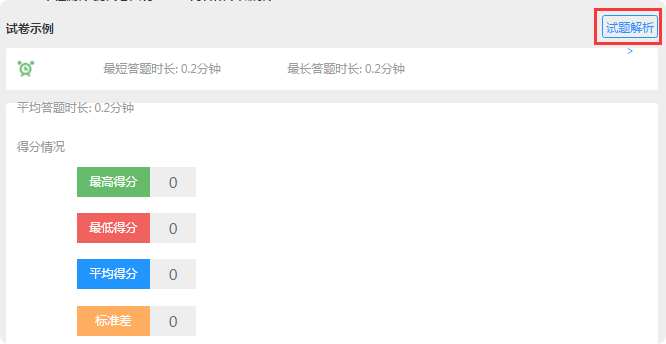 试卷示例
试题解析
>
最短答题时长: 0.2分钟 最长答题时长: 0.2分钟
平均答题时长: 0.2分钟
得分情况
最高得分 0
最低得分 0
平均得分 0
标准差 0